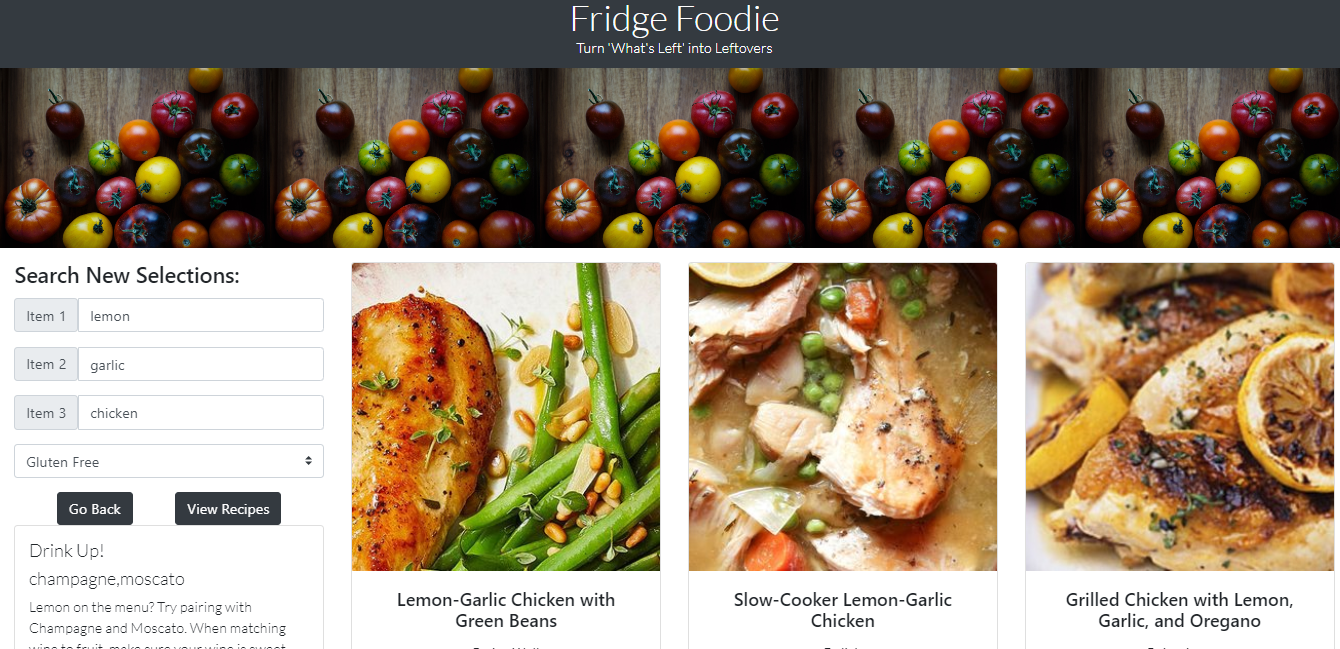 Fridge Foodie
Turn 'What's Left' into Leftovers
Search New Selections:
Item 1 lemon
Item 2 garlic
Item 3 chicken
Gluten Free
Go Back View Recipes
Drink Up!
champagne,moscato
Lemon on the menu? Try pairing with
Champagne and Moscato. When matching
wine to fruit, make sure your wine is sweet
Lemon-Garlic Chicken with
Green Beans
Slow-Cooker Lemon-Garlic
Chicken
Grilled Chicken with Lemon,
Garlic, and Oregano